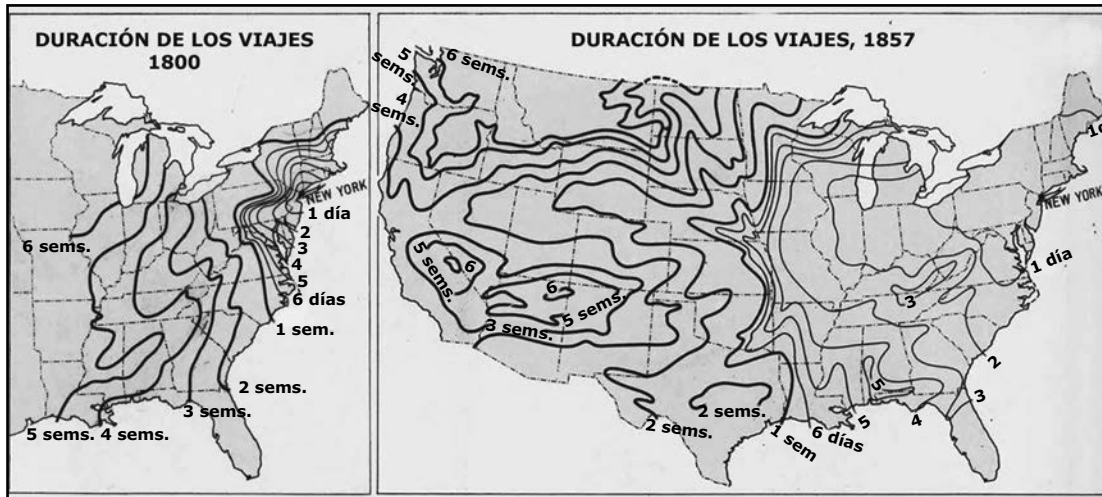 DURACIÓN DE LOS VIAJES
1800
NEW YORK
1 día
2
3
4
5
6 días
1 sem.
2 sems.
3 sems.
4 sems.
5 sems.
6 sems.
DURACIÓN DE LOS VIAJES, 1857
5
sems.
6 sems.
4
sems.
5 sems.
6
6
5 sems.
3 sems.
2 sems.
2 sems.
1 sem
6 días
5
5
4
3
2
3
1 día
NEW YORK